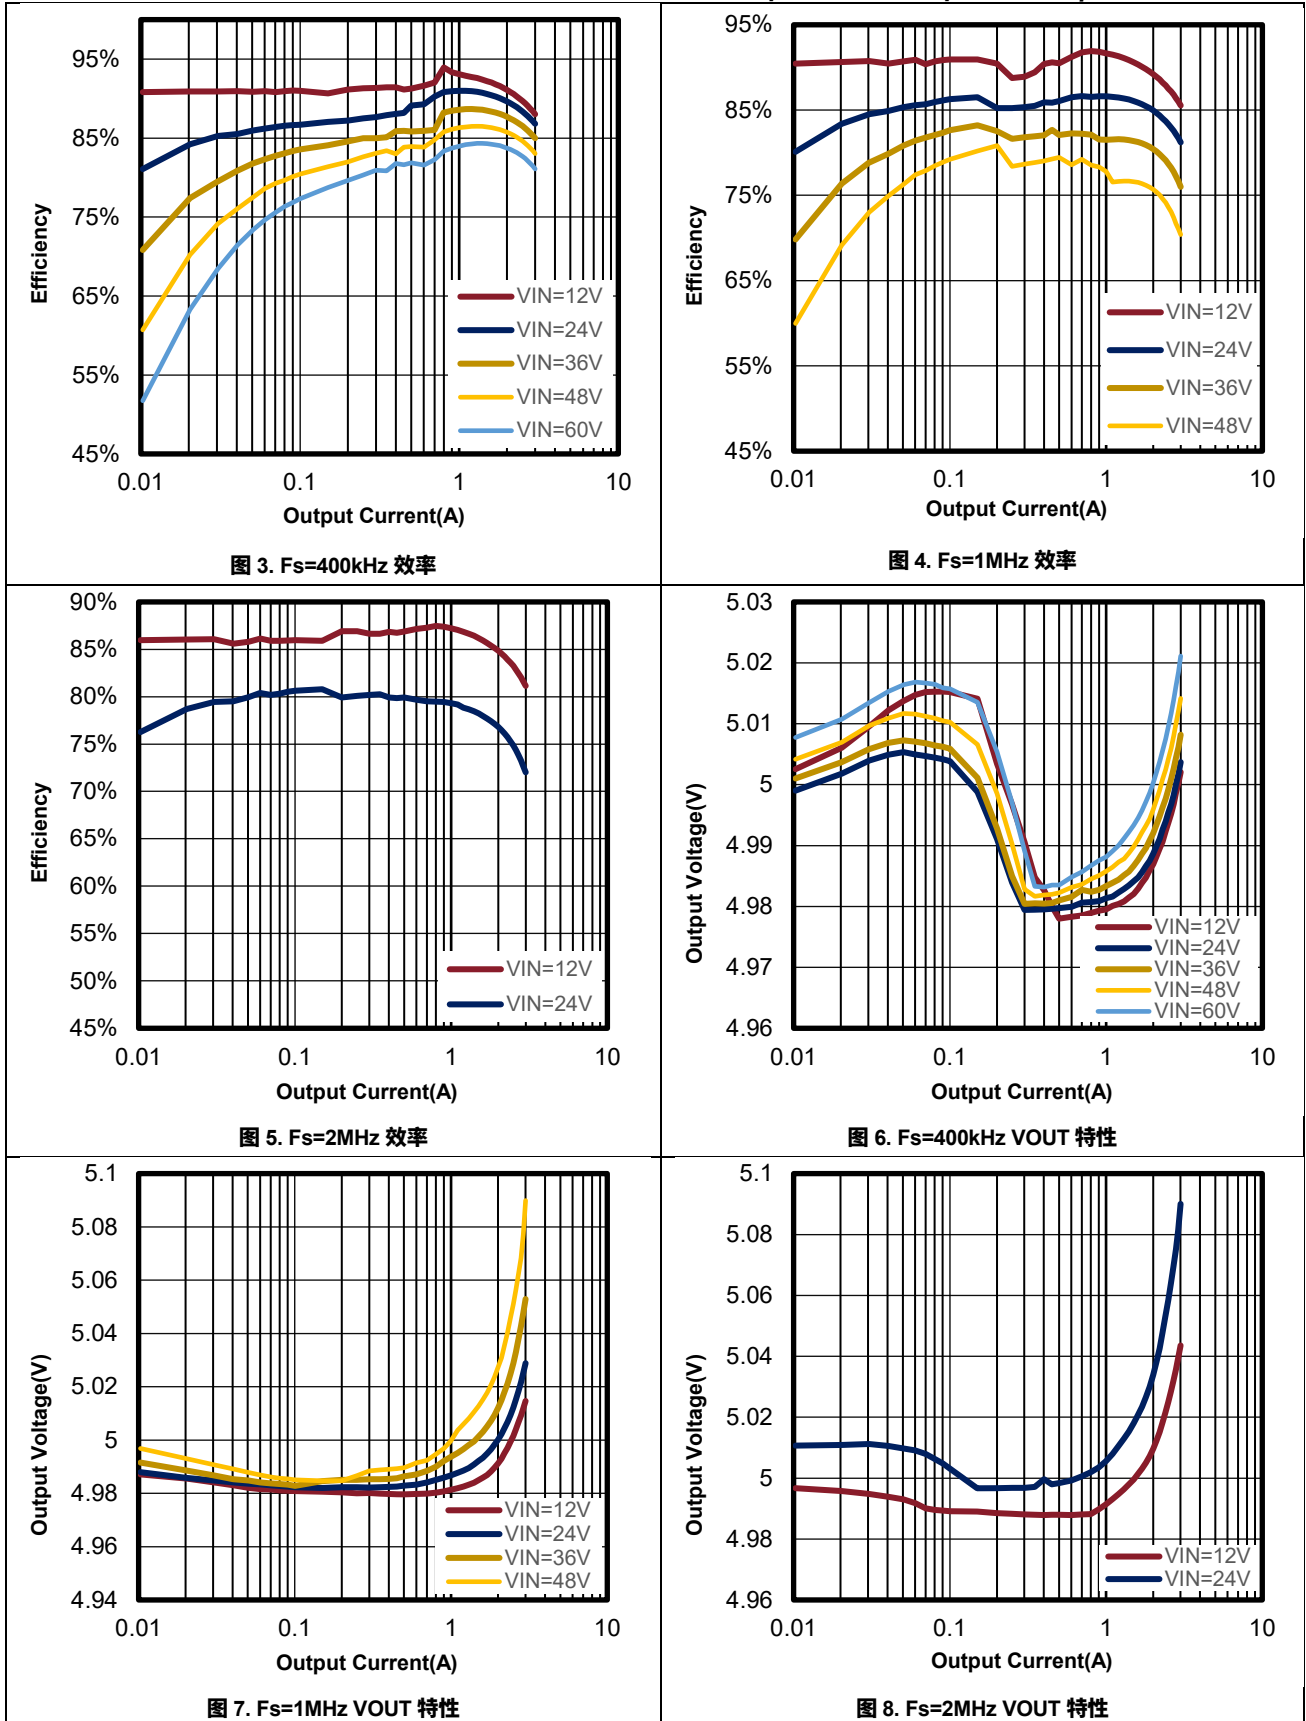 95%
85%
75%
65%
55%
45%
0.01
0.1
1
10
Efficiency
Output Current(A)
VIN=12V
VIN=24V
VIN=36V
VIN=48V
VIN=60V
图 3. Fs=400kHz 效率
95%
85%
75%
65%
55%
45%
0.01
0.1
1
10
Efficiency
Output Current(A)
VIN=12V
VIN=24V
VIN=36V
VIN=48V
图 4. Fs=1MHz 效率
90%
85%
80%
75%
70%
65%
60%
55%
50%
45%
0.01
0.1
1
10
Efficiency
Output Current(A)
VIN=12V
VIN=24V
图 5. Fs=2MHz 效率
5.03
5.02
5.01
5
4.99
4.98
4.97
4.96
0.01
0.1
1
10
Output Voltage(V)
Output Current(A)
VIN=12V
VIN=24V
VIN=36V
VIN=48V
VIN=60V
图 6. Fs=400kHz VOUT 特性
5.1
5.08
5.06
5.04
5.02
5
4.98
4.96
4.94
0.01
0.1
1
10
Output Voltage(V)
Output Current(A)
VIN=12V
VIN=24V
VIN=36V
VIN=48V
图 7. Fs=1MHz VOUT 特性
5.1
5.08
5.06
5.04
5.02
5
4.98
4.96
0.01
0.1
1
10
Output Voltage(V)
Output Current(A)
VIN=12V
VIN=24V
图 8. Fs=2MHz VOUT 特性